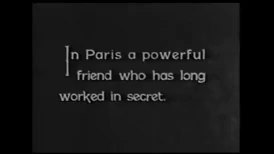 In Paris a powerful
friend who has long
worked in secret.